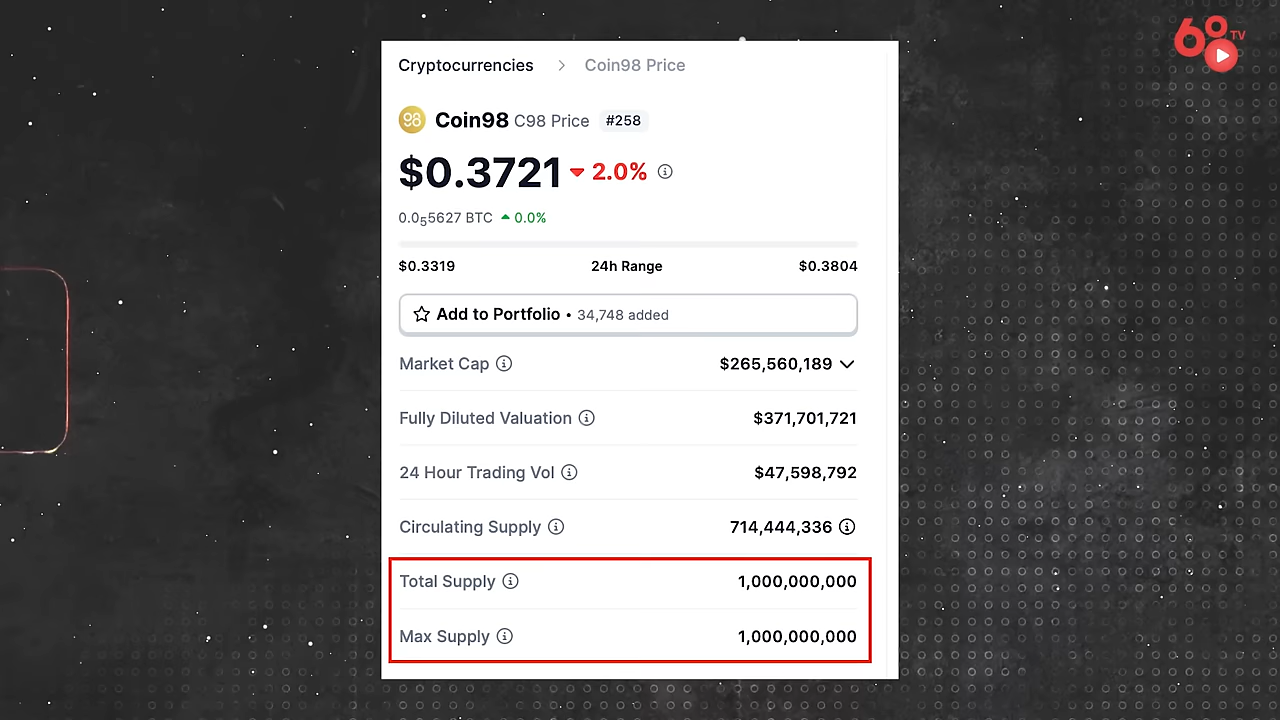 68 TV
Cryptocurrencies > Coin98 Price
98 Coin98 C98 Price #258
$0.3721 2.0%
0.0₅5627 BTC 0.0%
$0.3319 24h Range $0.3804
Add to Portfolio • 34,748 added
Market Cap $265,560,189
Fully Diluted Valuation $371,701,721
24 Hour Trading Vol $47,598,792
Circulating Supply 714,444,336
Total Supply 1,000,000,000
Max Supply 1,000,000,000